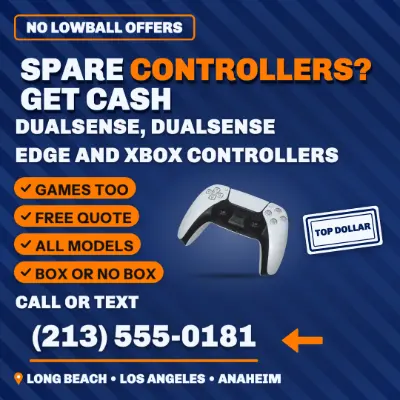 NO LOWBALL OFFERS
SPARE CONTROLLERS?
GET CASH
DUALSENSE, DUALSENSE
EDGE AND XBOX CONTROLLERS
GAMES TOO
FREE QUOTE
ALL MODELS
BOX OR NO BOX
TOP DOLLAR
CALL OR TEXT
(213) 555-0181
LONG BEACH • LOS ANGELES • ANAHEIM